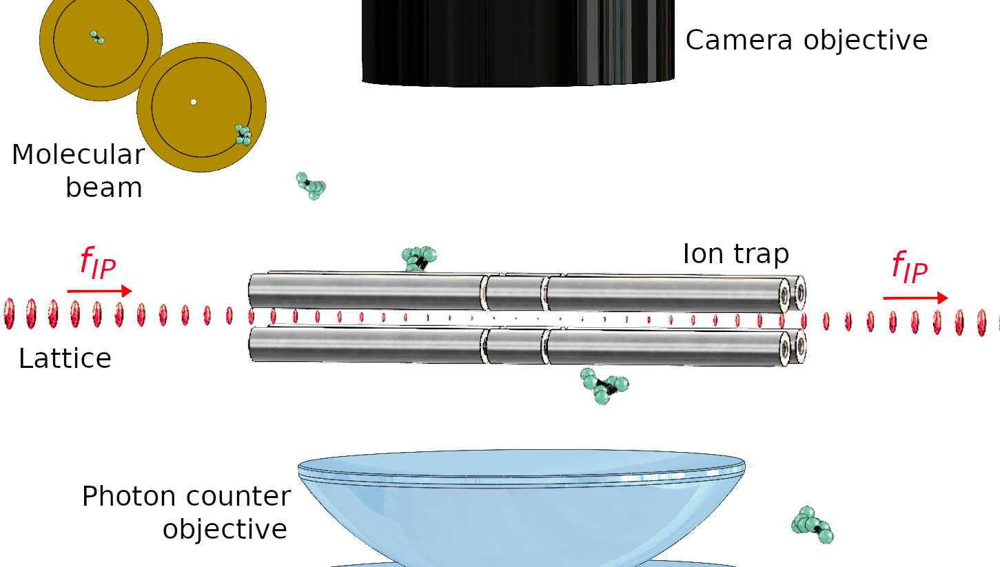 Camera objective
Molecular
beam
Ion trap
f_IP
f_IP
Lattice
Photon counter
objective